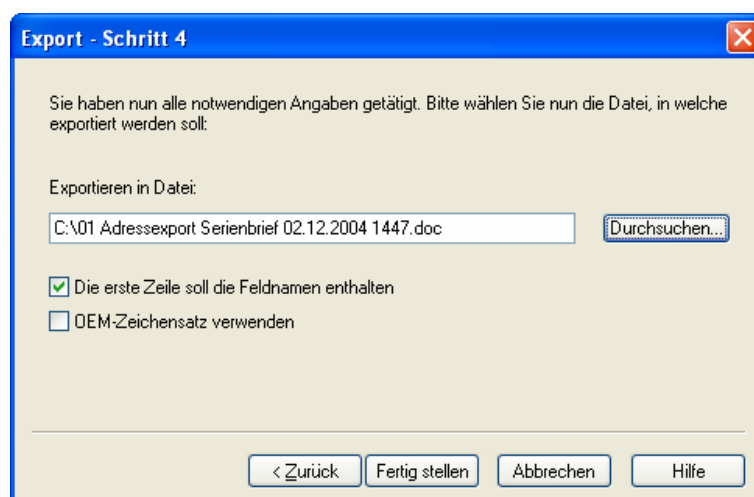 Export - Schritt 4
Sie haben nun alle notwendigen Angaben getätigt. Bitte wählen Sie nun die Datei, in welche
exportiert werden soll:
Exportieren in Datei:
C:\01 Adressexport Serienbrief 02.12.2004 1447.doc
Durchsuchen...
Die erste Zeile soll die Feldnamen enthalten
OEM-Zeichensatz verwenden
< Zurück Fertig stellen Abbrechen Hilfe